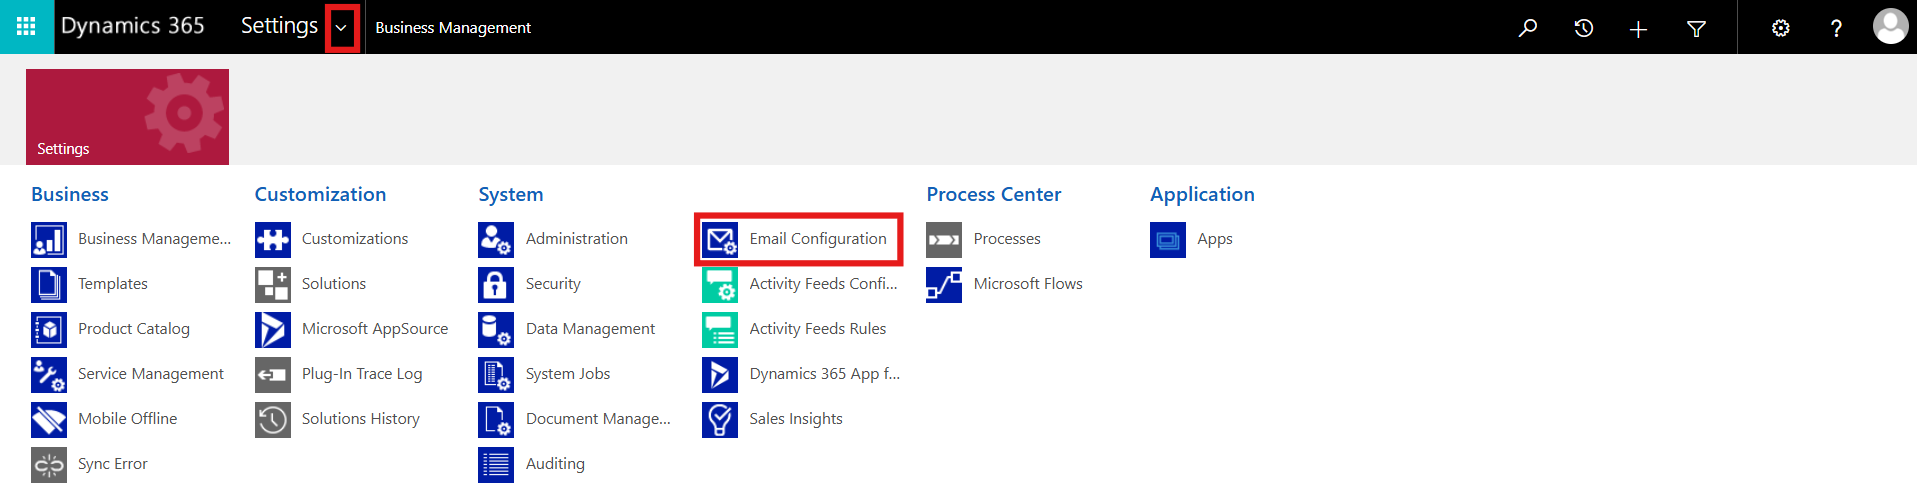 Dynamics 365 Settings Business Management
Settings
Business
Business Manageme...
Templates
Product Catalog
Service Management
Mobile Offline
Sync Error
Customization
Customizations
Solutions
Microsoft AppSource
Plug-In Trace Log
Solutions History
System
Administration
Security
Data Management
System Jobs
Document Manage...
Auditing
Email Configuration
Activity Feeds Confi...
Activity Feeds Rules
Dynamics 365 App f...
Sales Insights
Process Center
Processes
Microsoft Flows
Application
Apps